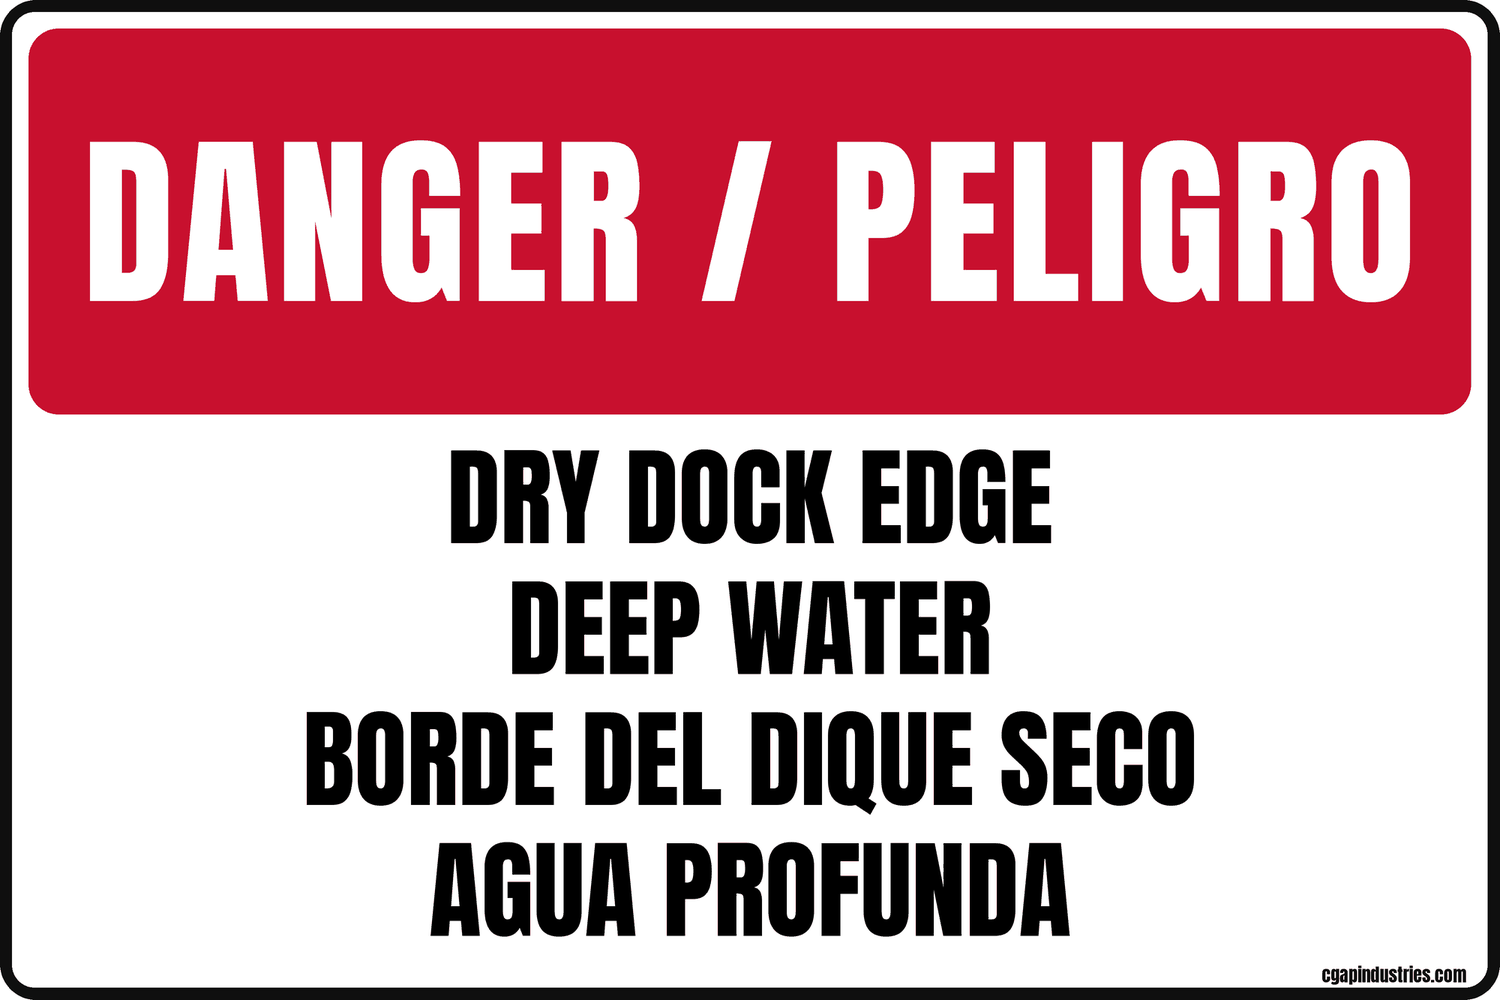 DANGER / PELIGRO
DRY DOCK EDGE
DEEP WATER
BORDE DEL DIQUE SECO
AGUA PROFUNDA
cgapindustries.com